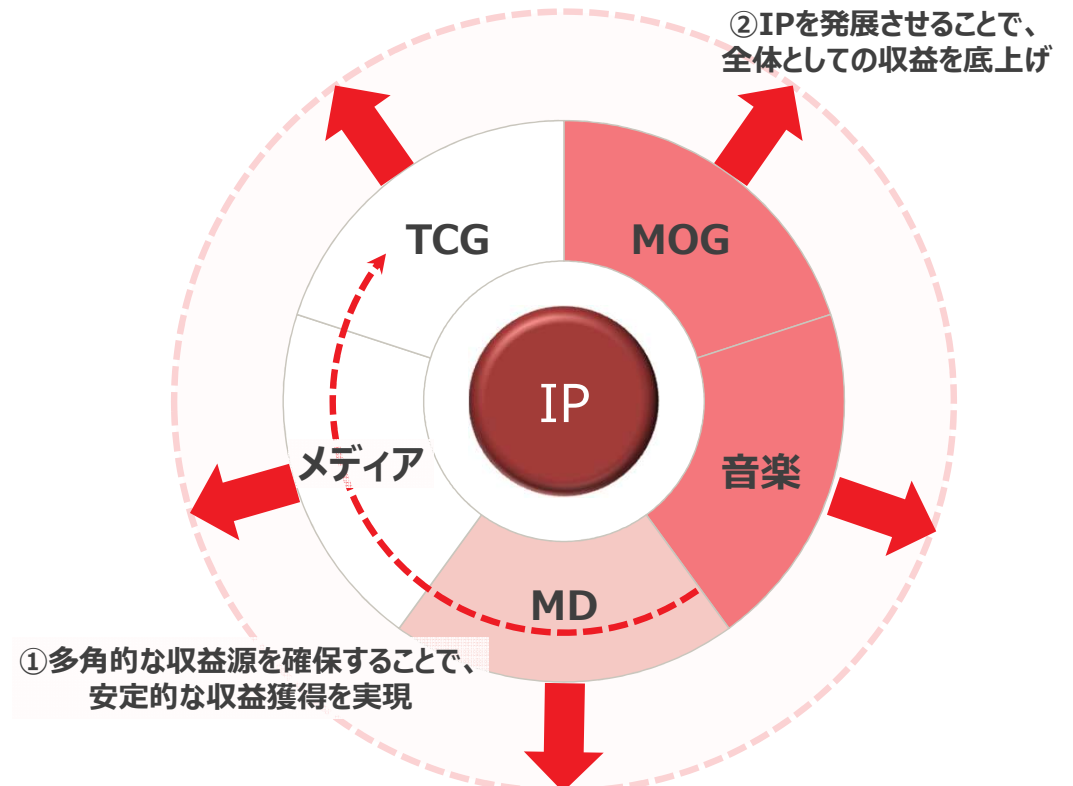 ②IPを発展させることで、
全体としての収益を底上げ
TCG
MOG
IP
メディア
音楽
MD
①多角的な収益源を確保することで、
安定的な収益獲得を実現